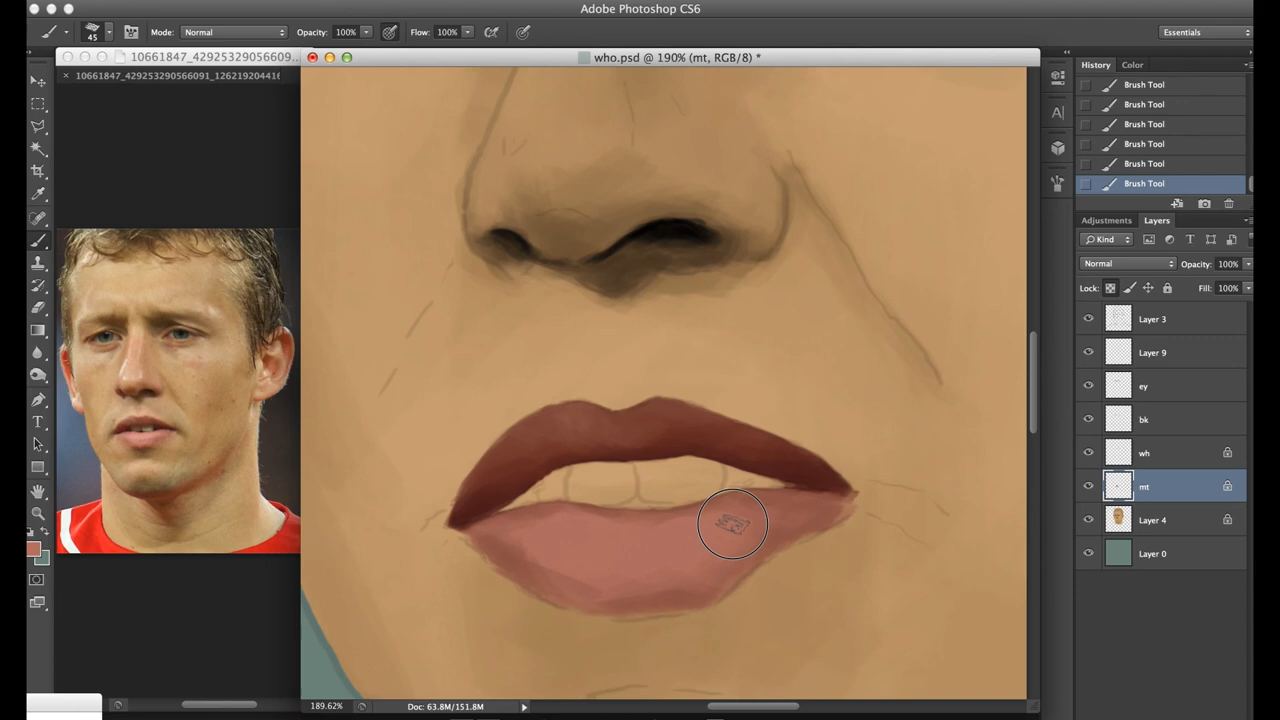 Adobe Photoshop CS6
45 Mode: Normal Opacity: 100% Flow: 100% Essentials
10661847_42925329056609... who.psd @ 190% (mt, RGB/8) *
× 10661847_429253290566091_126219204416
History Color
Brush Tool
Brush Tool
Brush Tool
Brush Tool
Brush Tool
Brush Tool
Adjustments Layers
Kind
Normal Opacity: 100%
Lock: Fill: 100%
Layer 3
Layer 9
ey
bk
wh
mt
Layer 4
Layer 0
189.62% Doc: 63.8M/151.8M